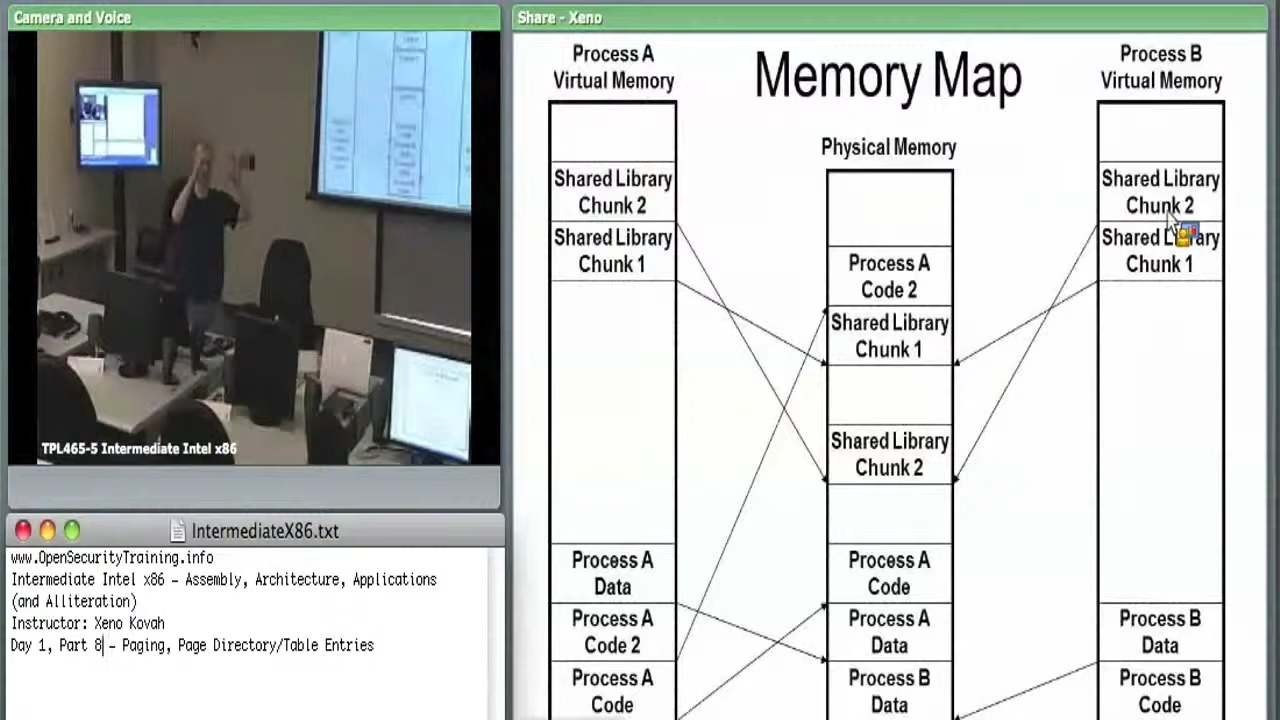 Camera and Voice
TPL465-5 Intermediate Intel x86
IntermediateX86.txt
www.OpenSecurityTraining.info
Intermediate Intel x86 – Assembly, Architecture, Applications
(and Alliteration)
Instructor: Xeno Kovah
Day 1, Part 8 – Paging, Page Directory/Table Entries
Share - Xeno
Memory Map
Process A
Virtual Memory
Shared Library
Chunk 2
Shared Library
Chunk 1
Process A
Data
Process A
Code 2
Process A
Code
Physical Memory
Process A
Code 2
Shared Library
Chunk 1
Shared Library
Chunk 2
Process A
Code
Process A
Data
Process B
Data
Process B
Virtual Memory
Shared Library
Chunk 2
Shared Library
Chunk 1
Process B
Data
Process B
Code